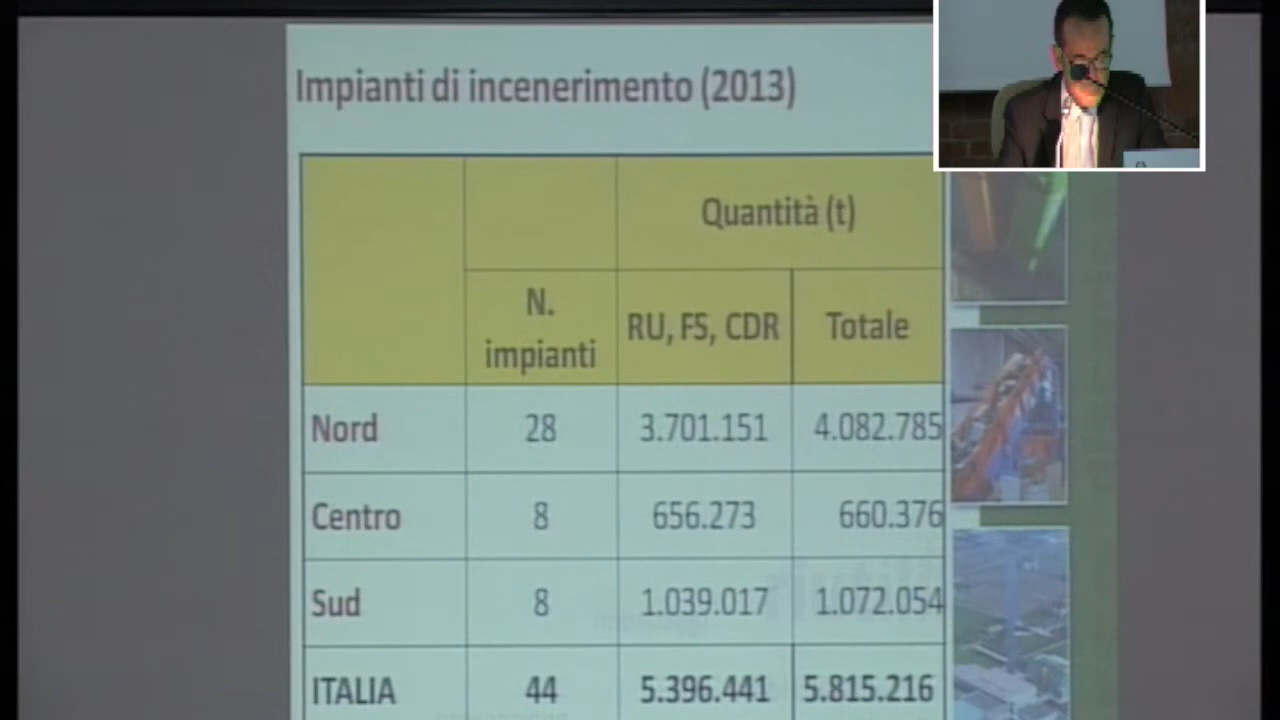 Impianti di incenerimento (2013)
Quantità (t)
N. impianti RU, FS, CDR Totale
Nord 28 3.701.151 4.082.785
Centro 8 656.273 660.376
Sud 8 1.039.017 1.072.054
ITALIA 44 5.396.441 5.815.216